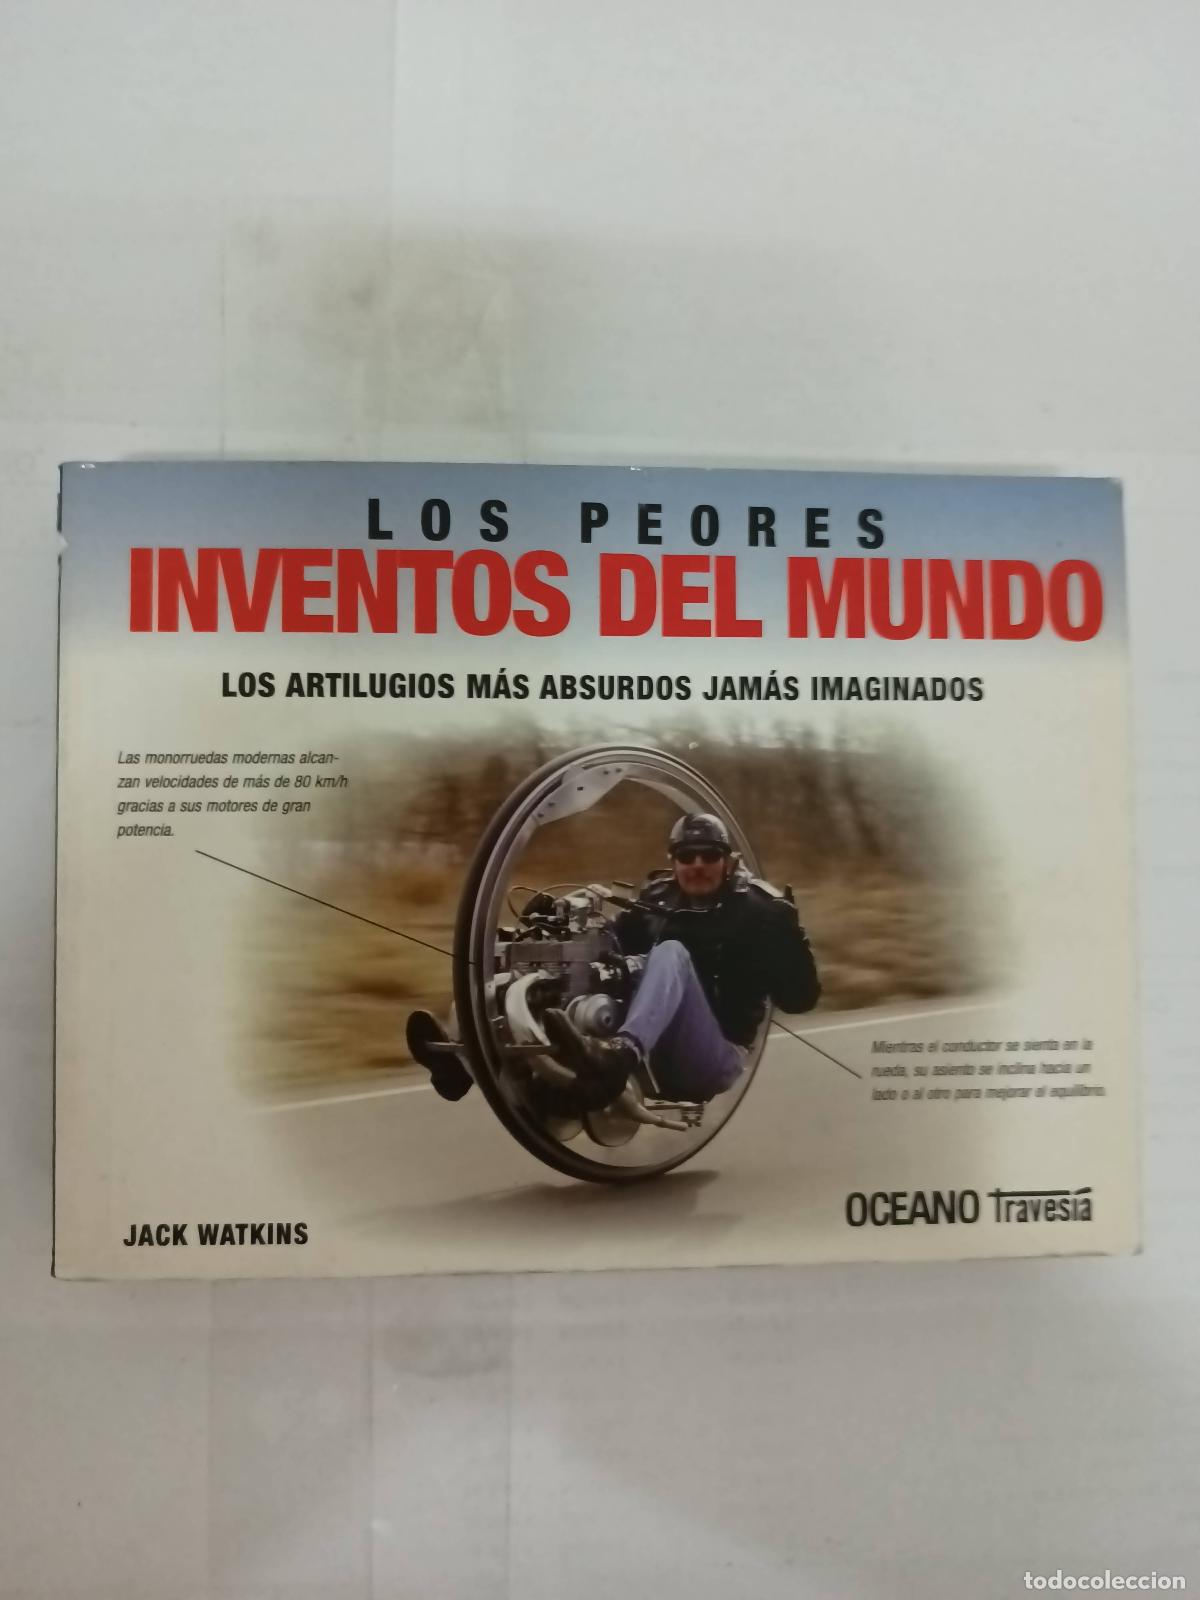 LOS PEORES
INVENTOS DEL MUNDO
LOS ARTILUGIOS MÁS ABSURDOS JAMÁS IMAGINADOS
Las monorruedas modernas alcan-
zan velocidades de más de 80 km/h
gracias a sus motores de gran
potencia.
Mientras el conductor se sienta en la
rueda, su asiento se inclina hacia un
lado o al otro para mejorar el equilibrio.
JACK WATKINS
OCEANO Travesía
todocoleccion